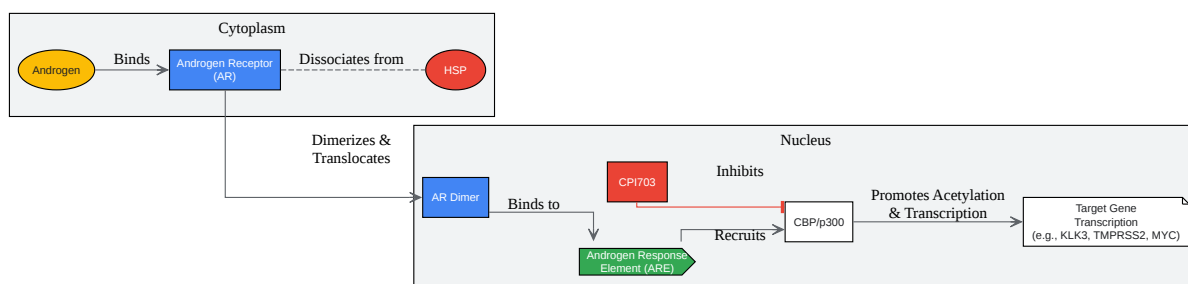 Cytoplasm
Androgen
Binds
Androgen Receptor
(AR)
Dissociates from
HSP
Dimerizes &
Translocates
Nucleus
AR Dimer
Binds to
CPI703
Inhibits
Androgen Response
Element (ARE)
Recruits
CBP/p300
Promotes Acetylation
& Transcription
Target Gene
Transcription
(e.g., KLK3, TMPRSS2, MYC)